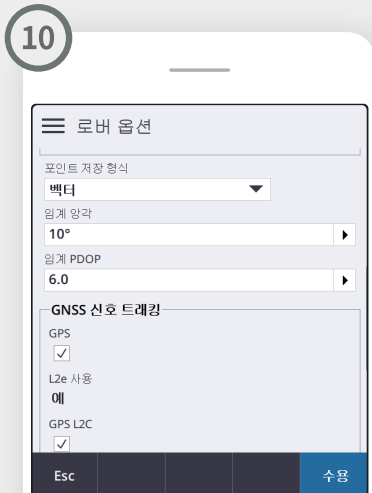 10
로버 옵션
포인트 저장 형식
벡터
임계 앙각
10°
임계 PDOP
6.0
GNSS 신호 트래킹
GPS
L2e 사용
예
GPS L2C
Esc
수용